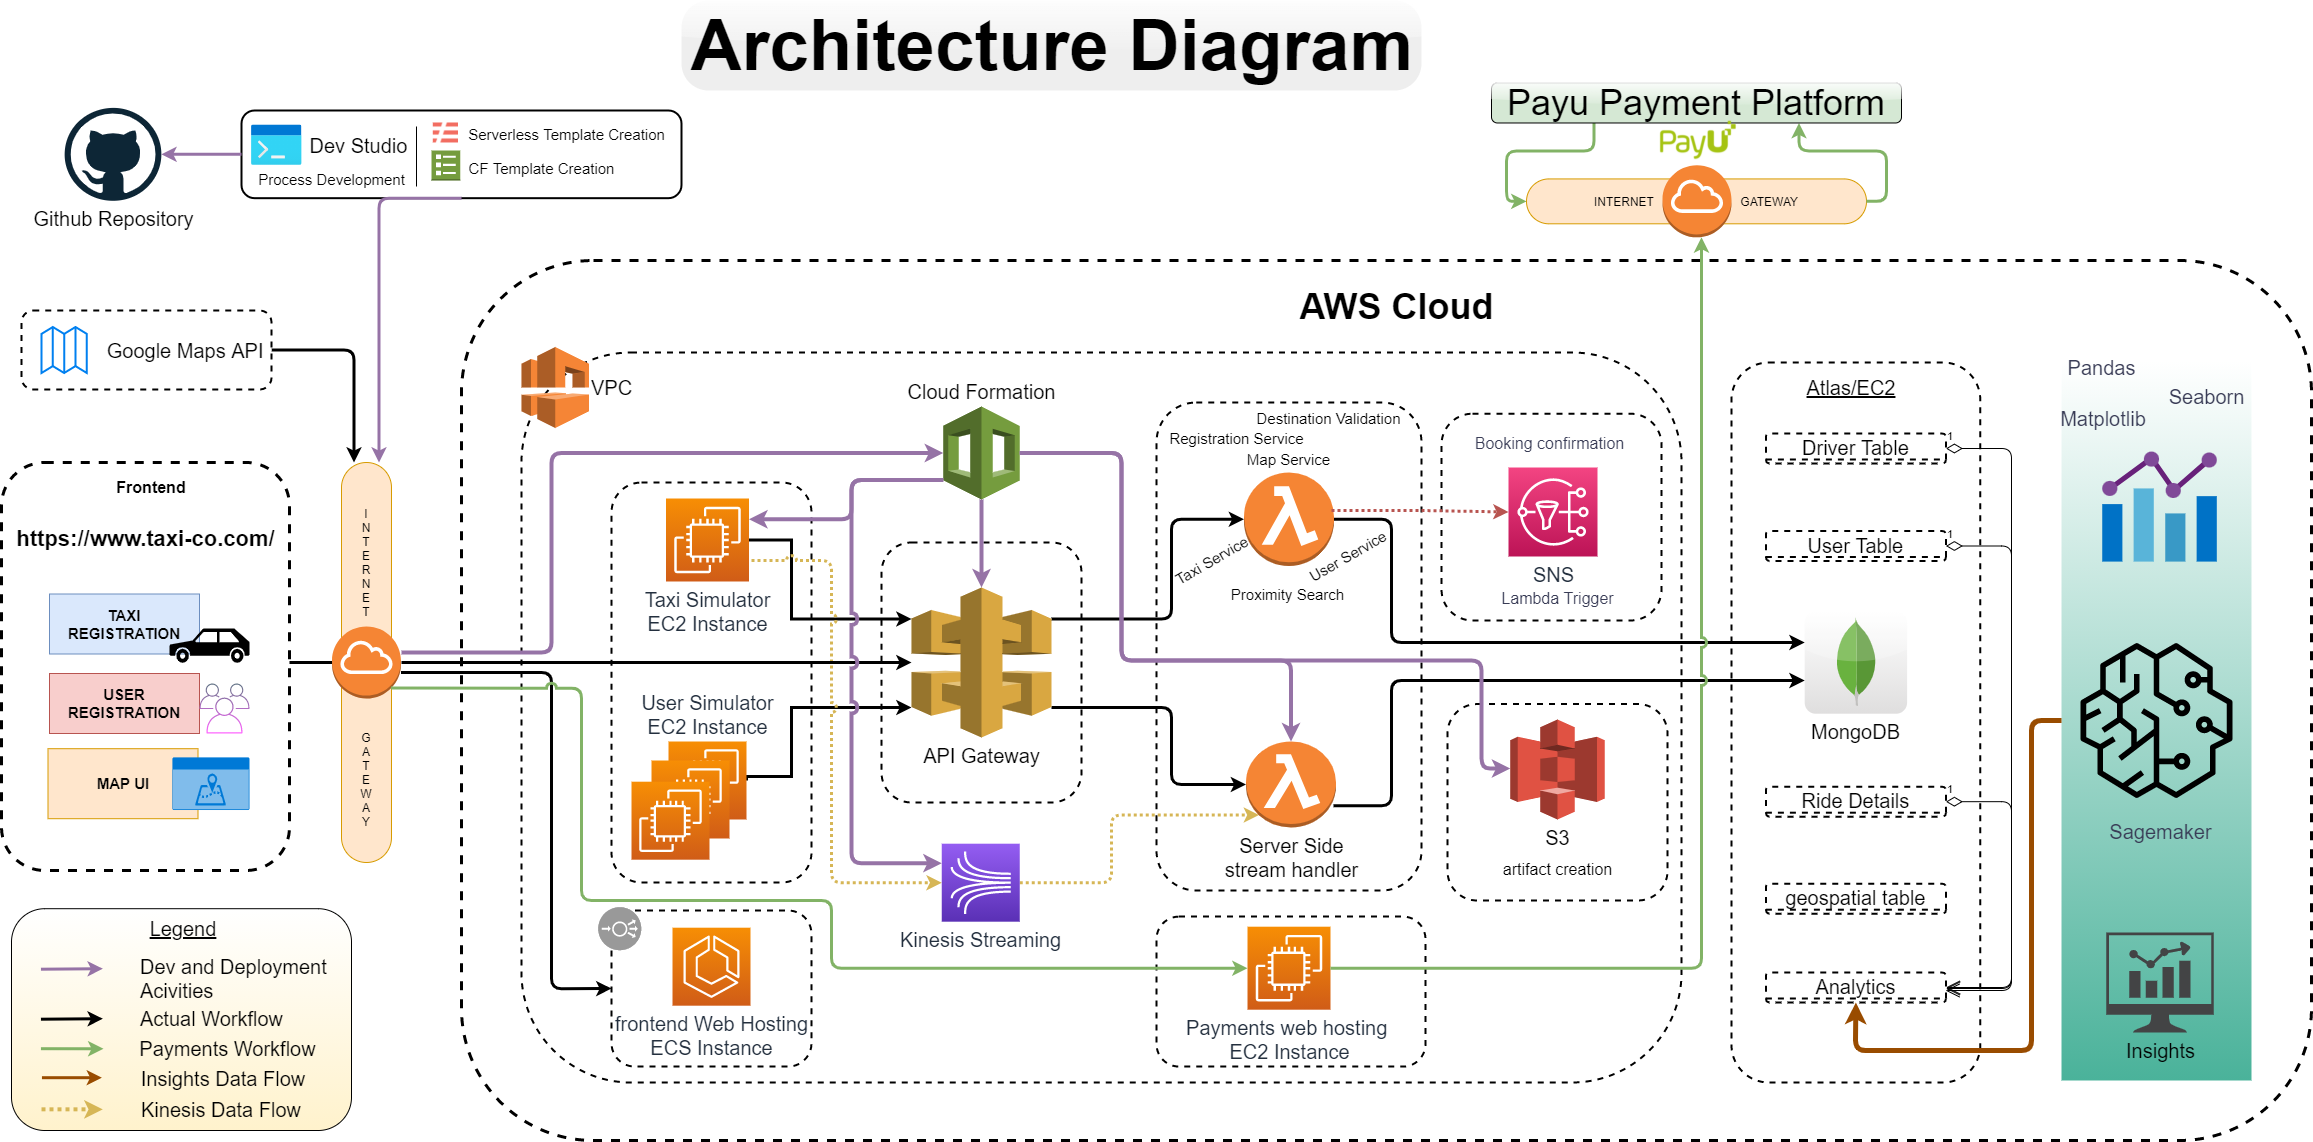 Architecture Diagram
Payu Payment Platform
PayU
INTERNET
GATEWAY
Dev Studio
Process Development
Serverless Template Creation
CF Template Creation
Github Repository
Google Maps API
Frontend
https://www.taxi-co.com/
TAXI
REGISTRATION
USER
REGISTRATION
MAP UI
INTERNET
GATEWAY
AWS Cloud
VPC
Cloud Formation
Taxi Simulator
EC2 Instance
User Simulator
EC2 Instance
API Gateway
Kinesis Streaming
Destination Validation
Registration Service
Map Service
Taxi Service
User Service
Proximity Search
Server Side
stream handler
Booking confirmation
SNS
Lambda Trigger
S3
artifact creation
frontend Web Hosting
ECS Instance
Payments web hosting
EC2 Instance
Atlas/EC2
Driver Table
1
User Table
1
MongoDB
Ride Details
1
geospatial table
Analytics
Pandas
Seaborn
Matplotlib
Sagemaker
Insights
Legend
Dev and Deployment
Acivities
Actual Workflow
Payments Workflow
Insights Data Flow
Kinesis Data Flow